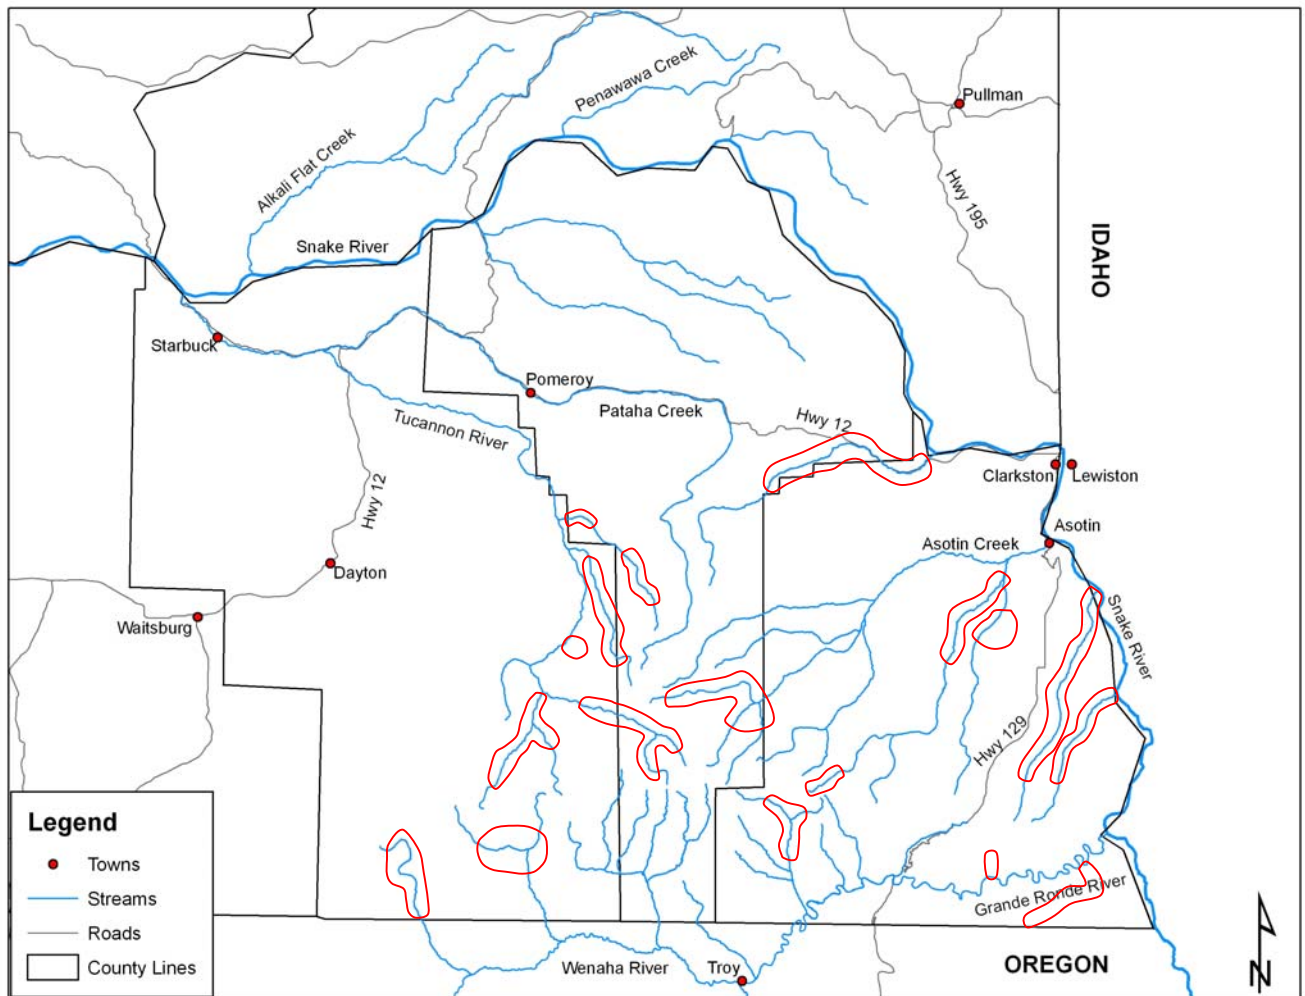 Penawawa Creek
Pullman
Alkali Flat Creek
Hwy 195
Snake River
IDAHO
Starbuck
Pomeroy
Pataha Creek
Tucannon River
Hwy 12
Clarkston
Lewiston
Hwy 12
Asotin
Asotin Creek
Dayton
Waitsburg
Snake River
Hwy 129
Legend
Towns
Streams
Roads
County Lines
Grande Ronde River
Wenaha River
Troy
OREGON
N